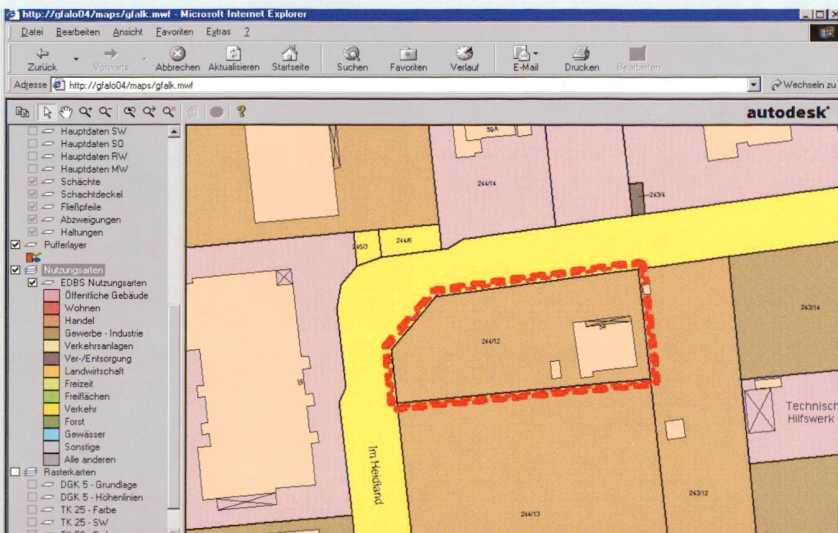 http://gfalo04/maps/gfalk.mwf - Microsoft Internet Explorer
Datei Bearbeiten Ansicht Favoriten Extras ?
Zurück Vorwärts Abbrechen Aktualisieren Startseite Suchen Favoriten Verlauf E-Mail Drucken Bearbeiten
Adresse http://gfalo04/maps/gfalk.mwf Wechseln zu
autodesk
Hauptdaten SW
Hauptdaten SO
Hauptdaten RW
Hauptdaten MW
Schächte
Schachtdeckel
Fließpfeile
Abzweigungen
Haltungen
Pufferlayer
Nutzungsarten
EDBS Nutzungsarten
Öffentliche Gebäude
Wohnen
Handel
Gewerbe - Industrie
Verkehrsanlagen
Ver-/Entsorgung
Landwirtschaft
Freizeit
Freiflächen
Verkehr
Forst
Gewässer
Sonstige
Alle anderen
Rasterkarten
DGK 5 - Grundlage
DGK 5 - Höhenlinien
TK 25 - Farbe
TK 25 - SW
39A
244/14
243/4
244/6
244/12
243/14
Technisch
Hilfswerk
Im Heidland
243/12
244/13